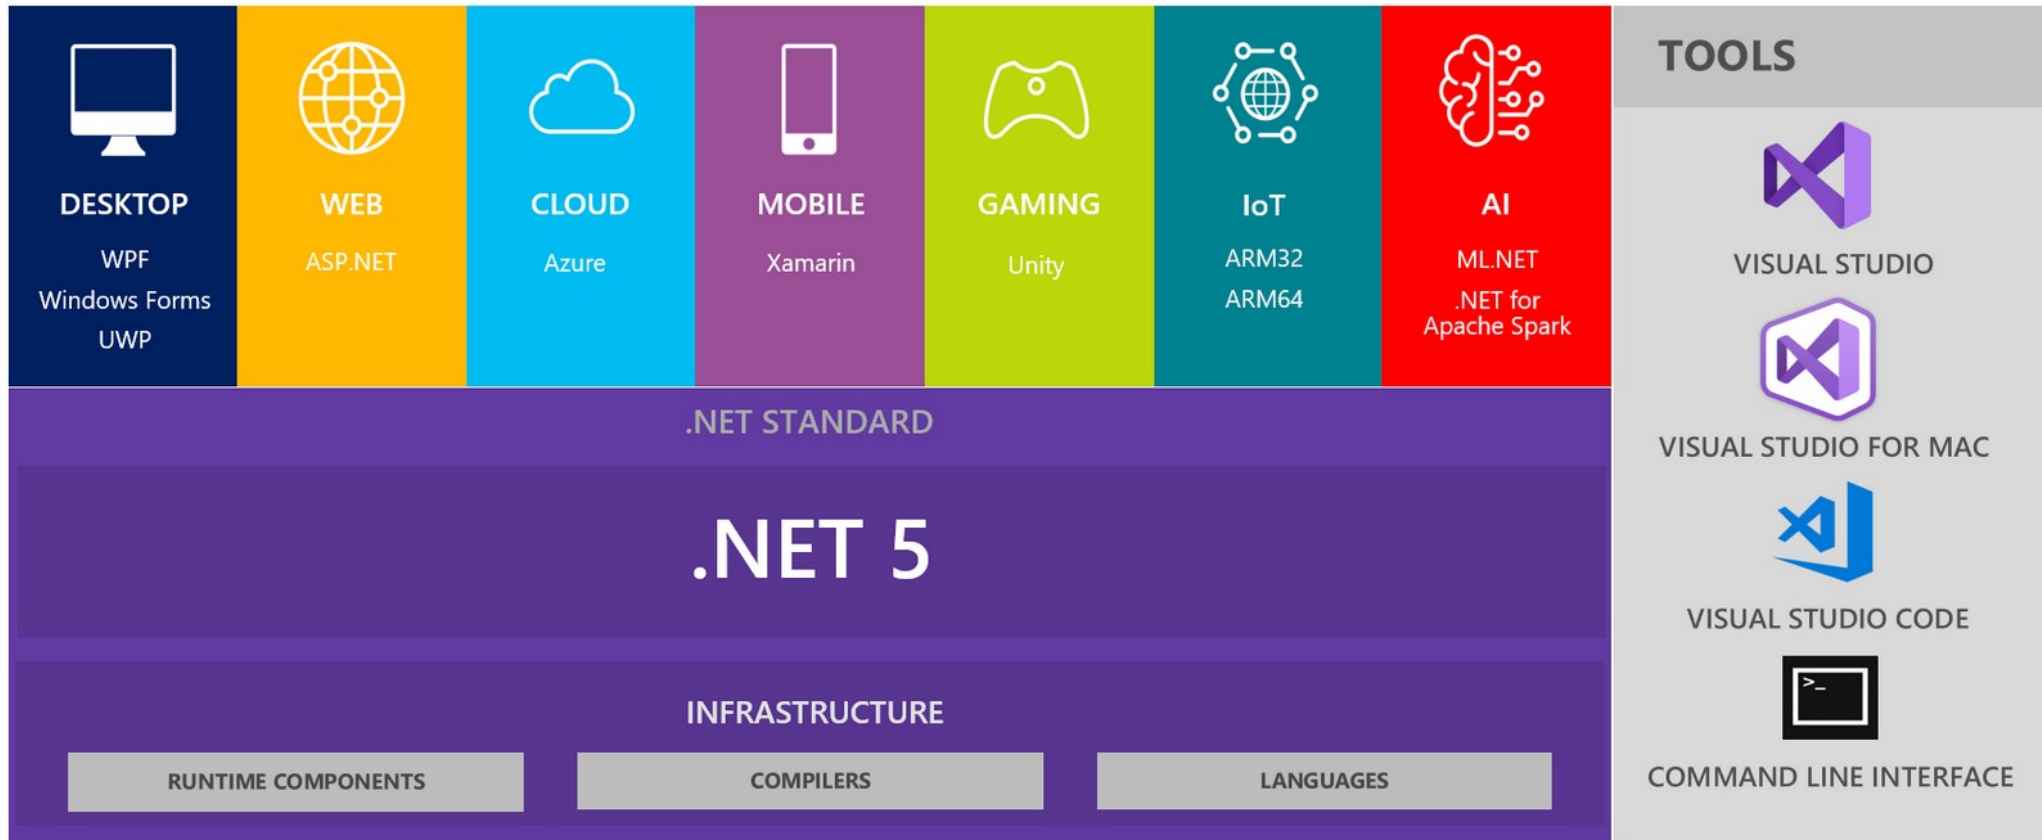 DESKTOP
WPF
Windows Forms
UWP
WEB
ASP.NET
CLOUD
Azure
MOBILE
Xamarin
GAMING
Unity
IoT
ARM32
ARM64
AI
ML.NET
.NET for
Apache Spark
.NET STANDARD
.NET 5
INFRASTRUCTURE
RUNTIME COMPONENTS
COMPILERS
LANGUAGES
TOOLS
VISUAL STUDIO
VISUAL STUDIO FOR MAC
VISUAL STUDIO CODE
>_
COMMAND LINE INTERFACE